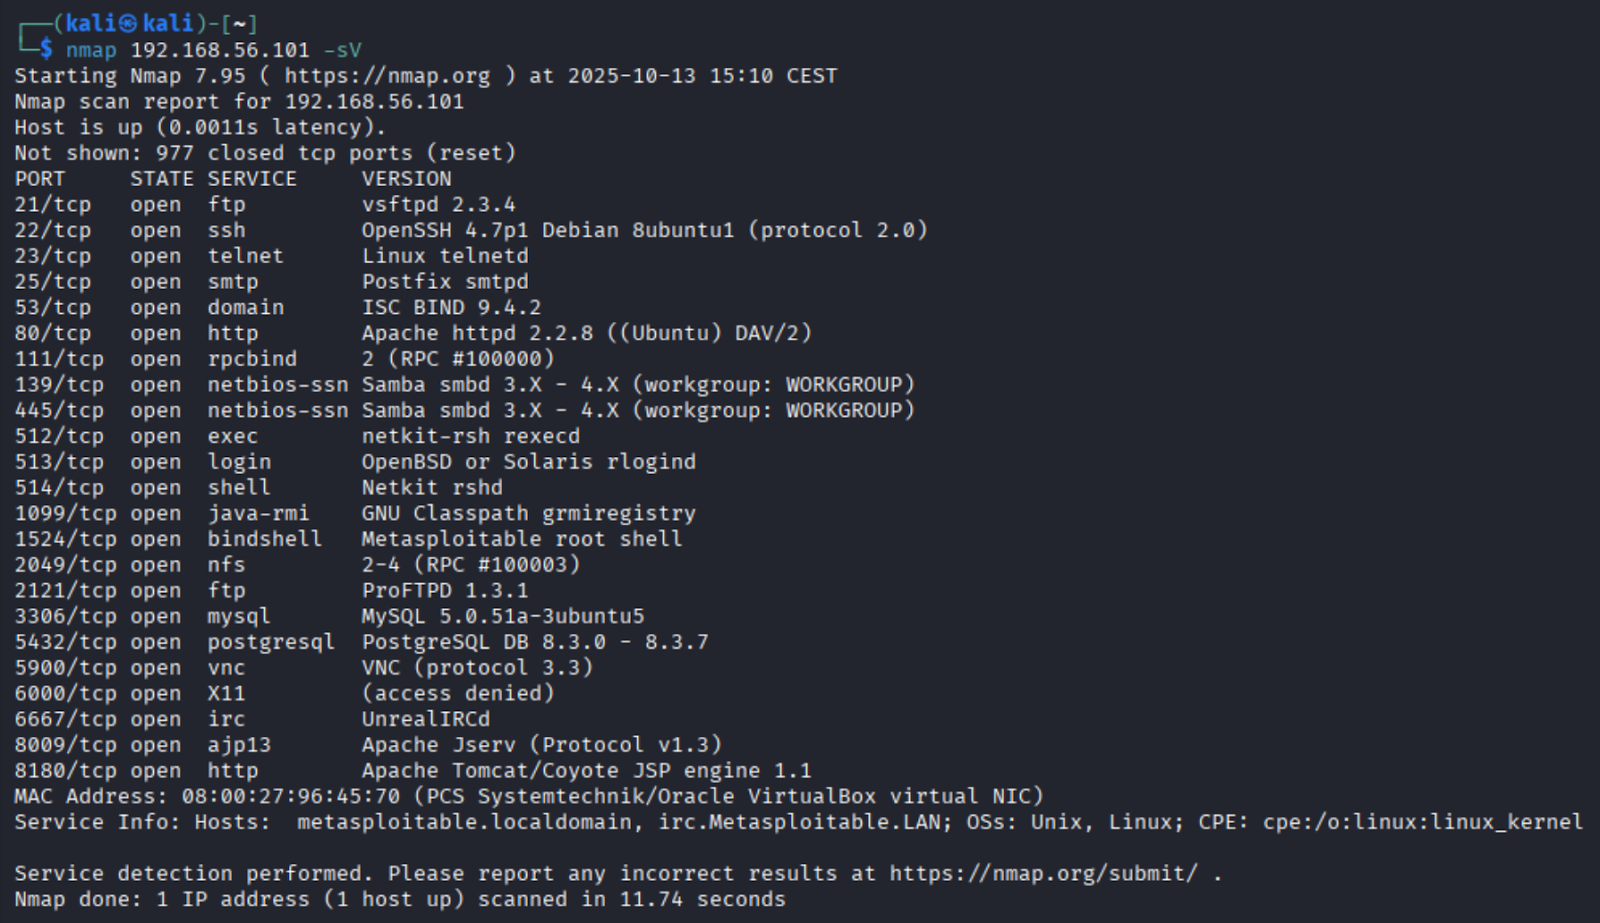 ┌──(kali㉿kali)-[~]
└─$ nmap 192.168.56.101 -sV
Starting Nmap 7.95 ( https://nmap.org ) at 2025-10-13 15:10 CEST
Nmap scan report for 192.168.56.101
Host is up (0.0011s latency).
Not shown: 977 closed tcp ports (reset)
PORT     STATE SERVICE     VERSION
21/tcp   open  ftp         vsftpd 2.3.4
22/tcp   open  ssh         OpenSSH 4.7p1 Debian 8ubuntu1 (protocol 2.0)
23/tcp   open  telnet      Linux telnetd
25/tcp   open  smtp        Postfix smtpd
53/tcp   open  domain      ISC BIND 9.4.2
80/tcp   open  http        Apache httpd 2.2.8 ((Ubuntu) DAV/2)
111/tcp  open  rpcbind     2 (RPC #100000)
139/tcp  open  netbios-ssn Samba smbd 3.X - 4.X (workgroup: WORKGROUP)
445/tcp  open  netbios-ssn Samba smbd 3.X - 4.X (workgroup: WORKGROUP)
512/tcp  open  exec        netkit-rsh rexecd
513/tcp  open  login       OpenBSD or Solaris rlogind
514/tcp  open  shell       Netkit rshd
1099/tcp open  java-rmi    GNU Classpath grmiregistry
1524/tcp open  bindshell   Metasploitable root shell
2049/tcp open  nfs         2-4 (RPC #100003)
2121/tcp open  ftp         ProFTPD 1.3.1
3306/tcp open  mysql       MySQL 5.0.51a-3ubuntu5
5432/tcp open  postgresql  PostgreSQL DB 8.3.0 - 8.3.7
5900/tcp open  vnc         VNC (protocol 3.3)
6000/tcp open  X11         (access denied)
6667/tcp open  irc         UnrealIRCd
8009/tcp open  ajp13       Apache Jserv (Protocol v1.3)
8180/tcp open  http        Apache Tomcat/Coyote JSP engine 1.1
MAC Address: 08:00:27:96:45:70 (PCS Systemtechnik/Oracle VirtualBox virtual NIC)
Service Info: Hosts:  metasploitable.localdomain, irc.Metasploitable.LAN; OSs: Unix, Linux; CPE: cpe:/o:linux:linux_kernel

Service detection performed. Please report any incorrect results at https://nmap.org/submit/ .
Nmap done: 1 IP address (1 host up) scanned in 11.74 seconds